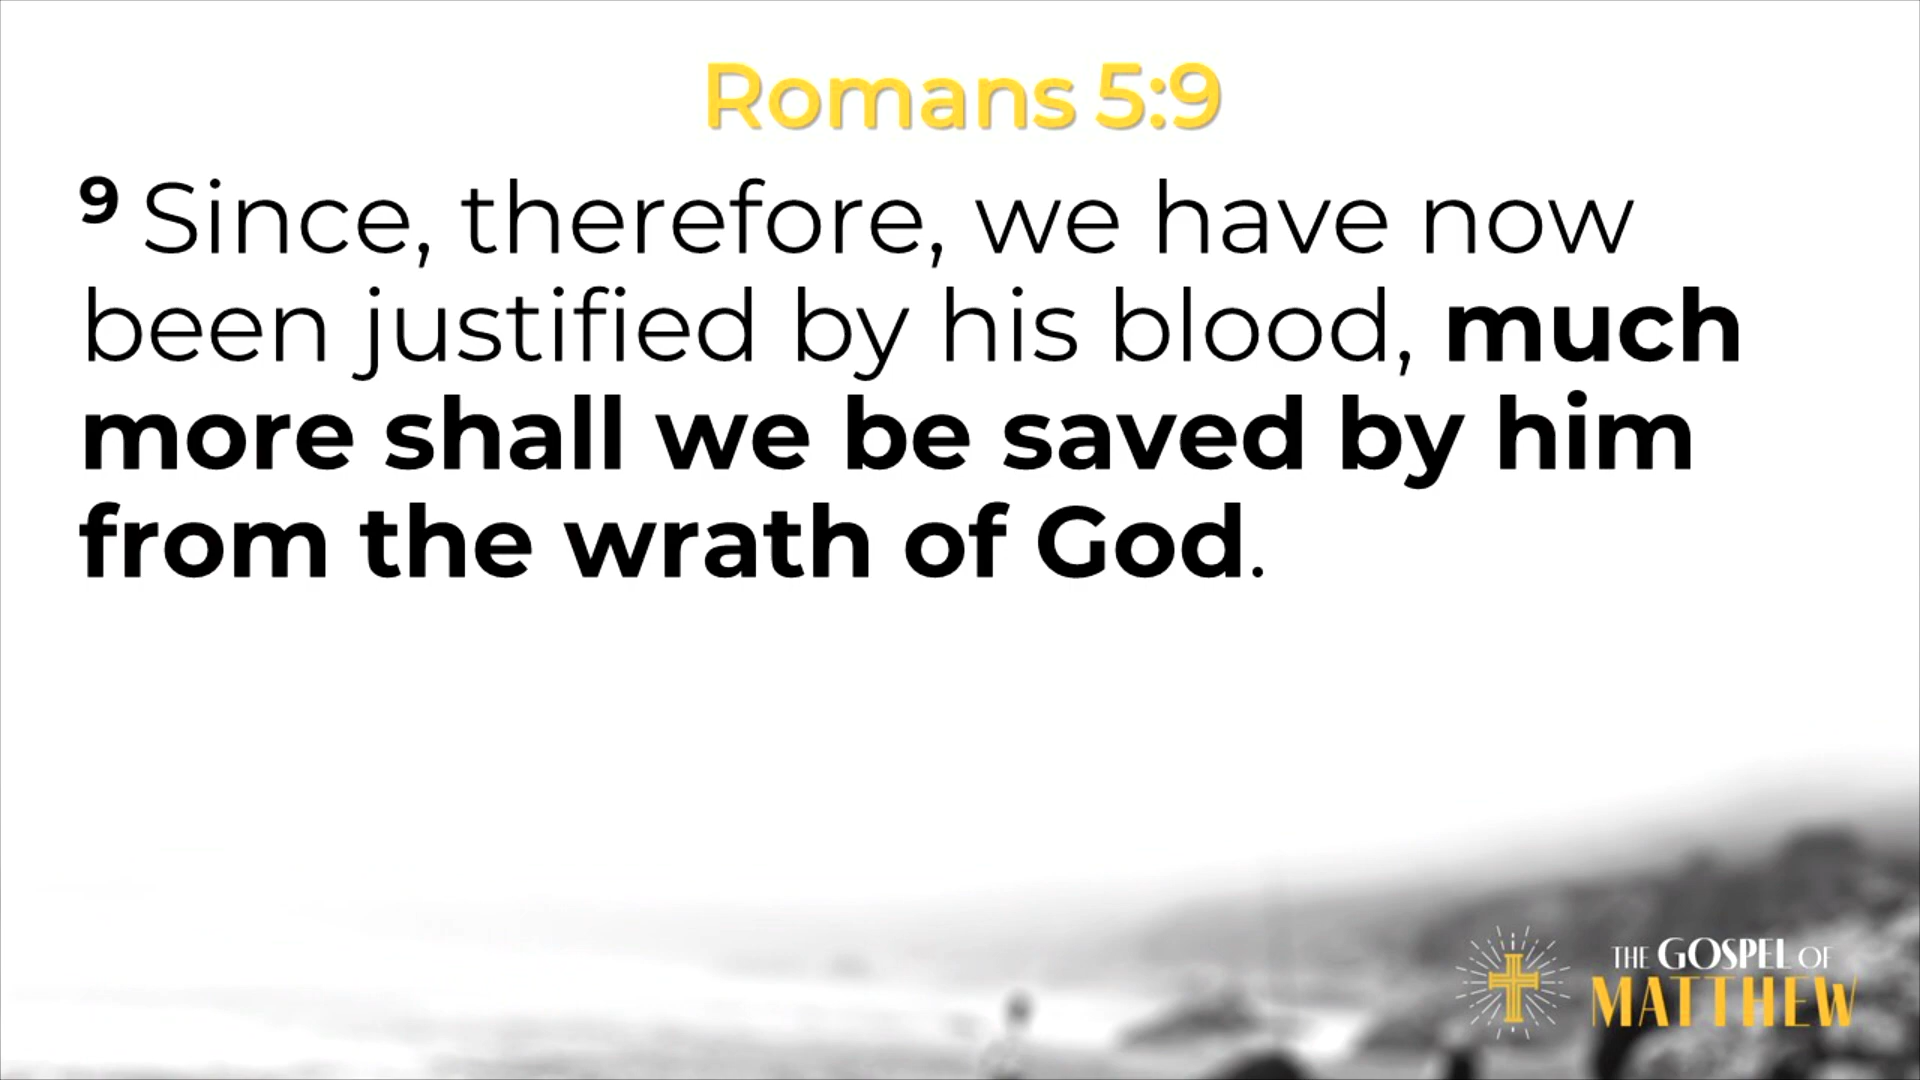 Romans 5:9
9 Since, therefore, we have now
been justified by his blood, much
more shall we be saved by him
from the wrath of God.
THE GOSPEL OF
MATTHEW